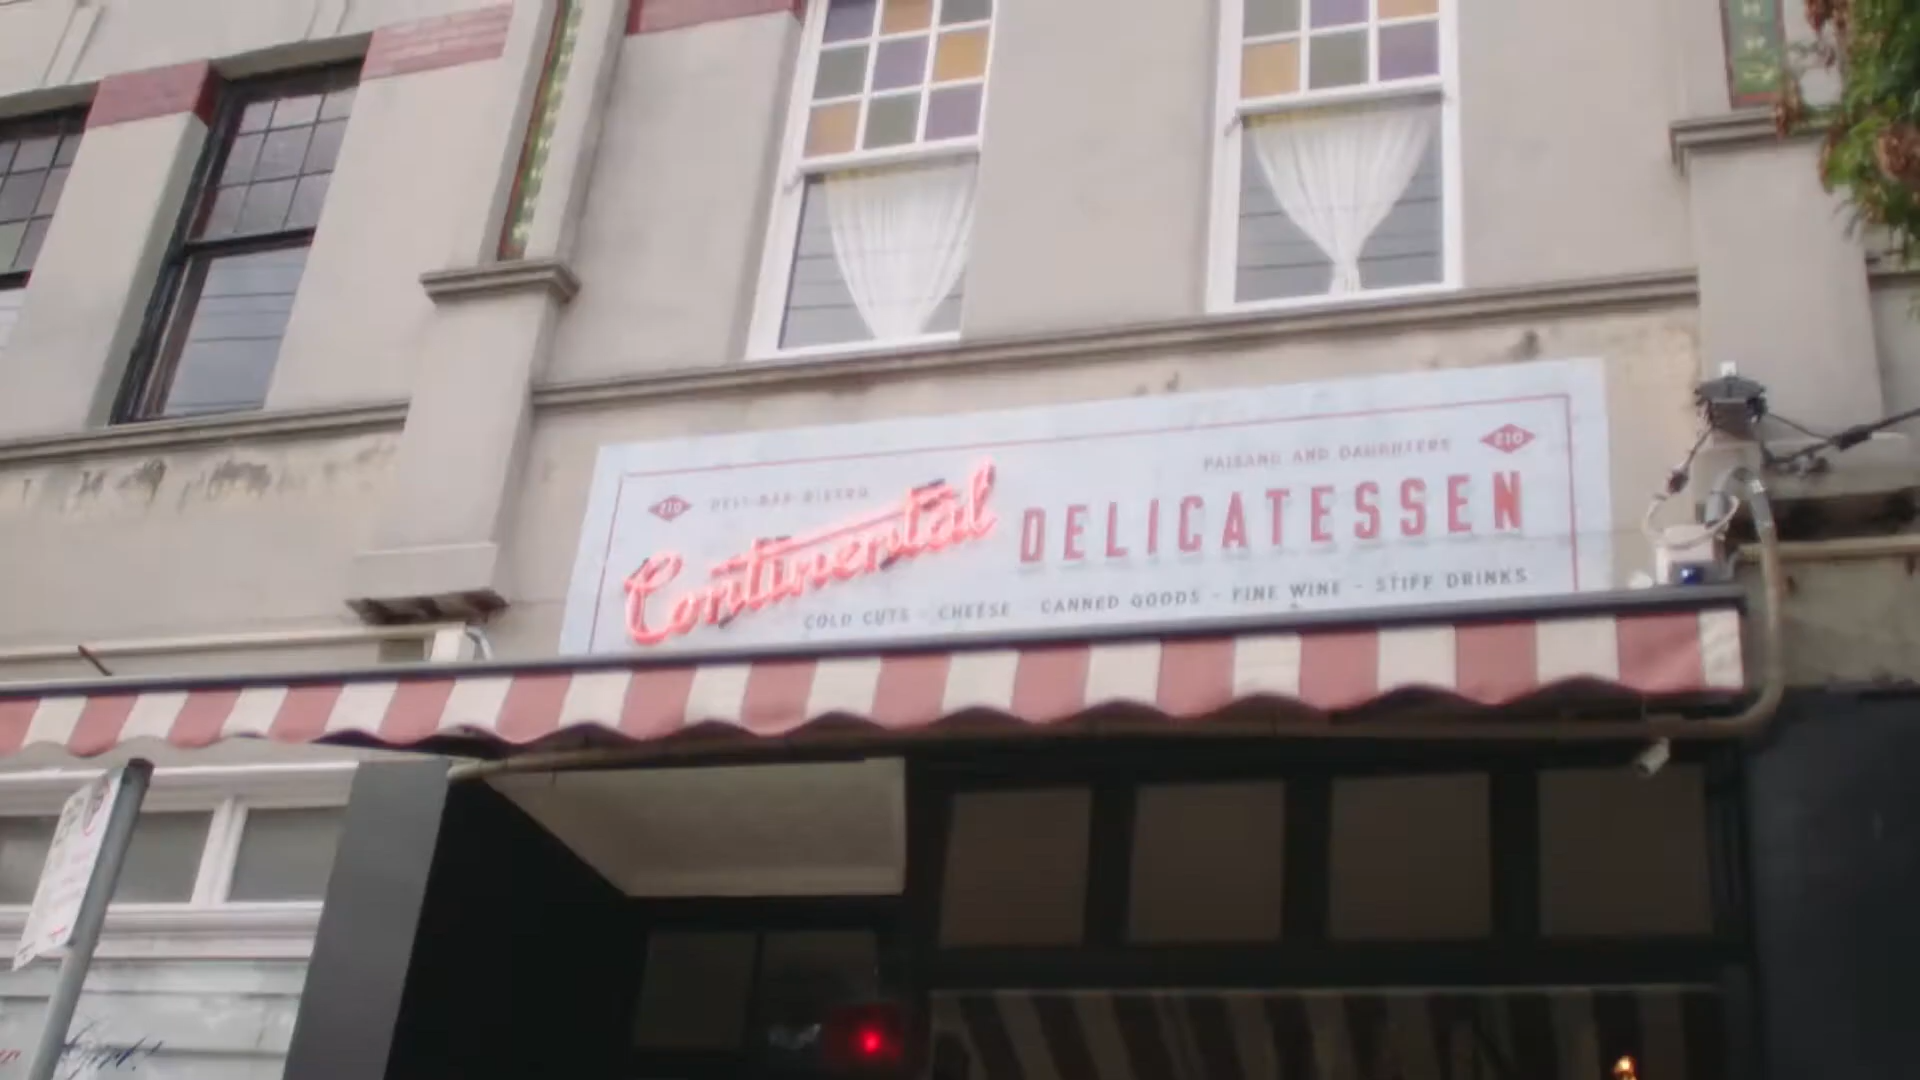 210
DELI-BAR-BISTRO
PAISANO AND DAUGHTERS
210
Continental DELICATESSEN
COLD CUTS - CHEESE - CANNED GOODS - FINE WINE - STIFF DRINKS